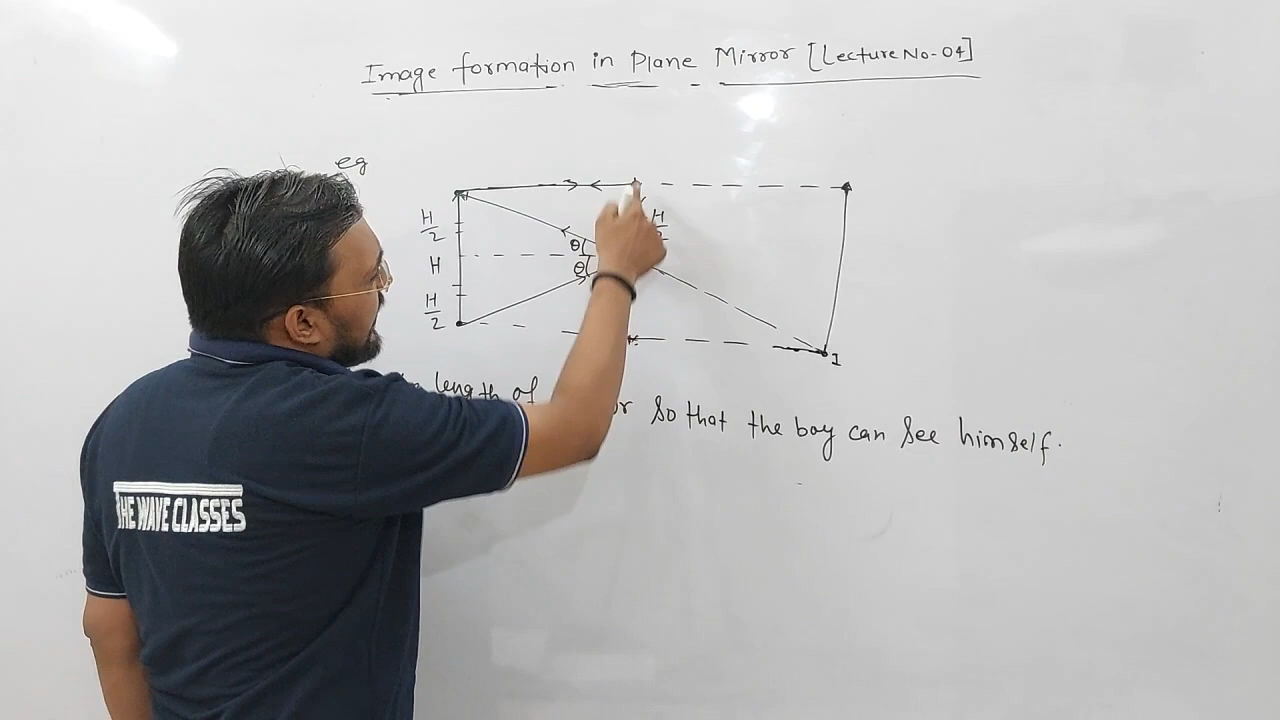 Image formation in Plane Mirror [Lecture No-04]
eg
H
2
H
2
θ
H
θ
H
2
I
length of so that the boy can see himself.
THE WAVE CLASSES